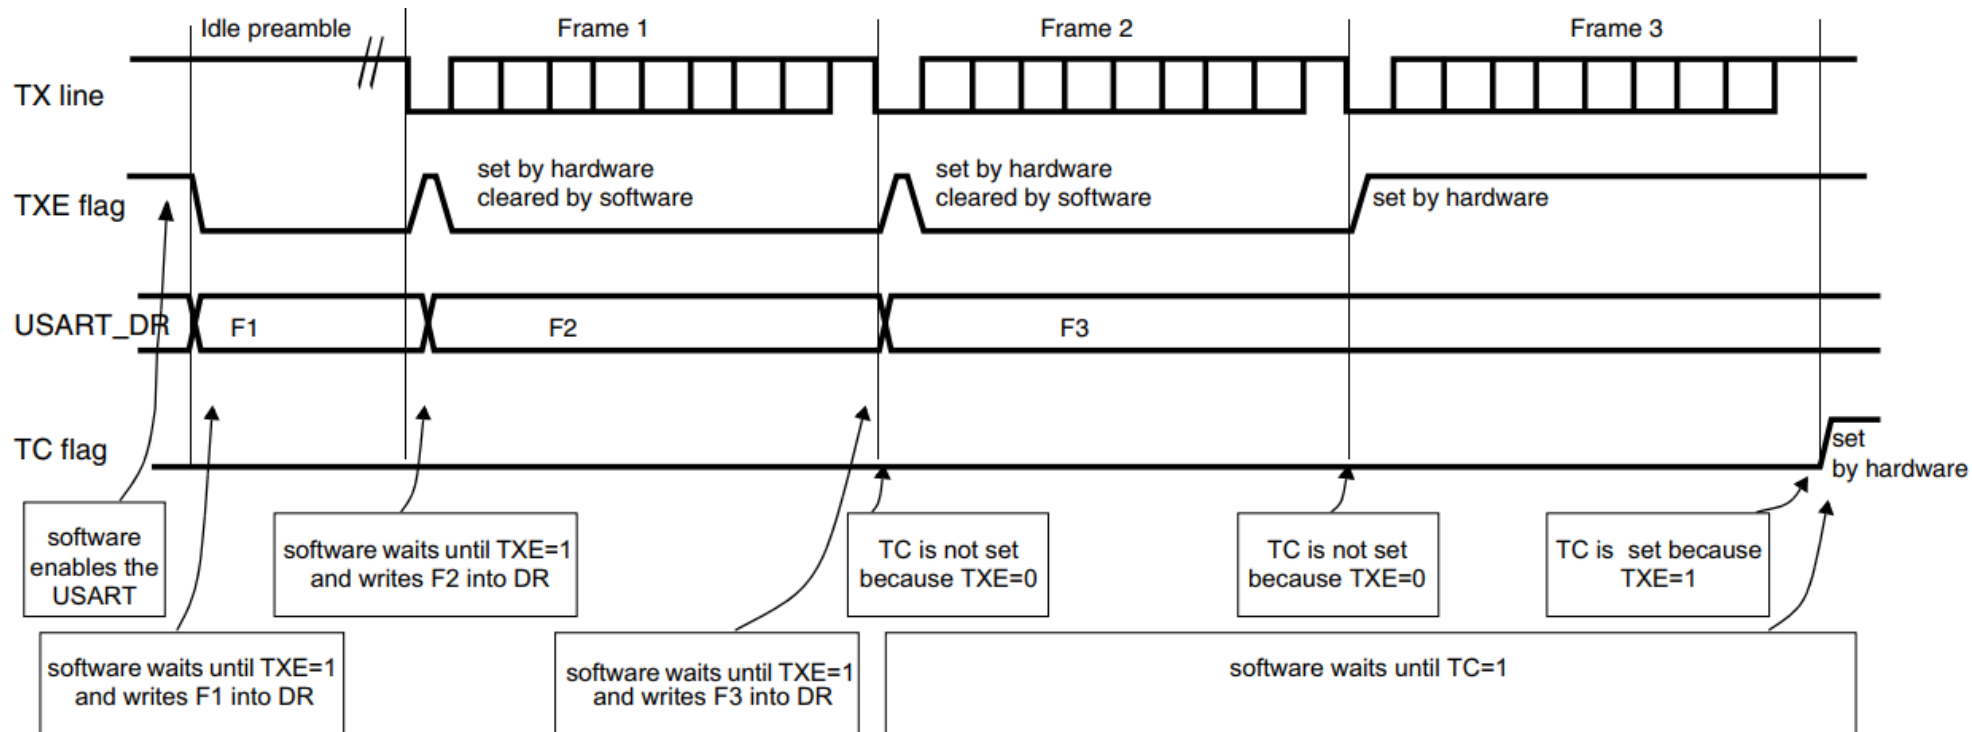 Idle preamble
Frame 1
Frame 2
Frame 3
TX line
TXE flag
set by hardware
cleared by software
set by hardware
cleared by software
set by hardware
USART_DR
F1
F2
F3
TC flag
set
by hardware
software
enables the
USART
software waits until TXE=1
and writes F2 into DR
TC is not set
because TXE=0
TC is not set
because TXE=0
TC is set because
TXE=1
software waits until TXE=1
and writes F1 into DR
software waits until TXE=1
and writes F3 into DR
software waits until TC=1